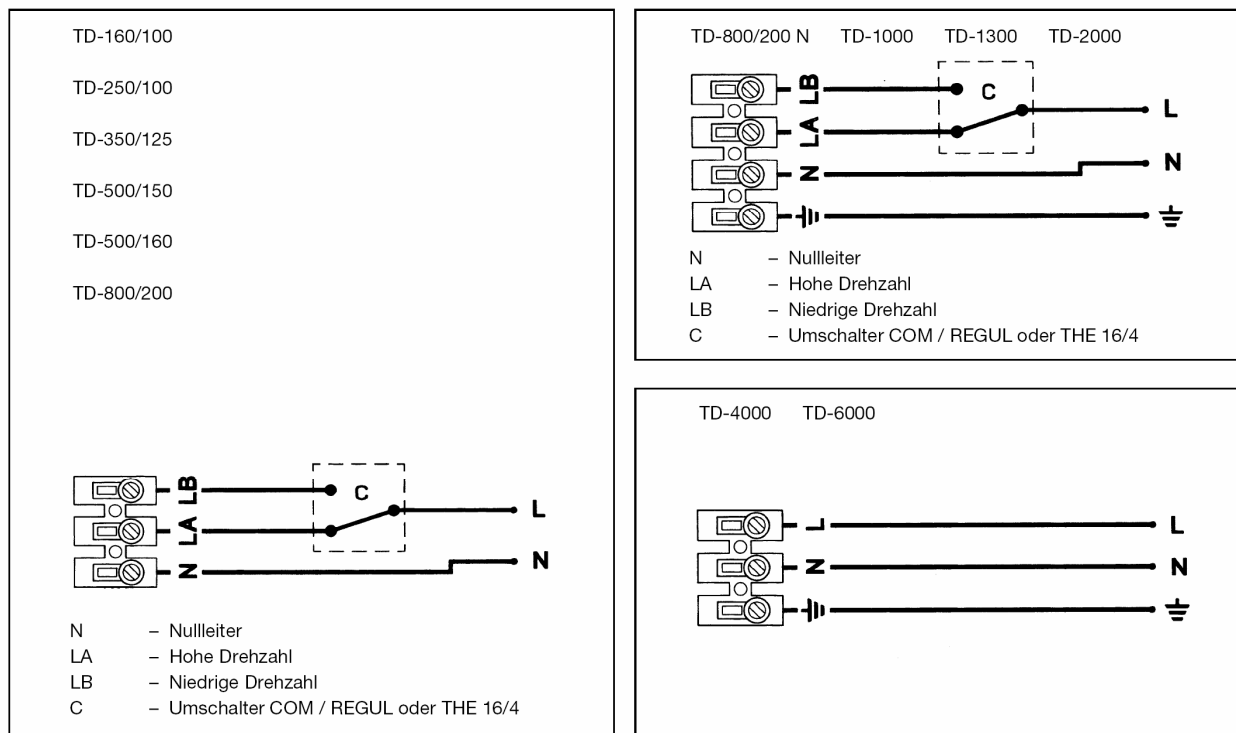 TD-160/100
TD-250/100
TD-350/125
TD-500/150
TD-500/160
TD-800/200
LB
C
LA
L
N
N
N – Nullleiter
LA – Hohe Drehzahl
LB – Niedrige Drehzahl
C – Umschalter COM / REGUL oder THE 16/4
TD-800/200 N TD-1000 TD-1300 TD-2000
LB
C
LA
L
N
N
N – Nullleiter
LA – Hohe Drehzahl
LB – Niedrige Drehzahl
C – Umschalter COM / REGUL oder THE 16/4
TD-4000 TD-6000
L
L
N
N